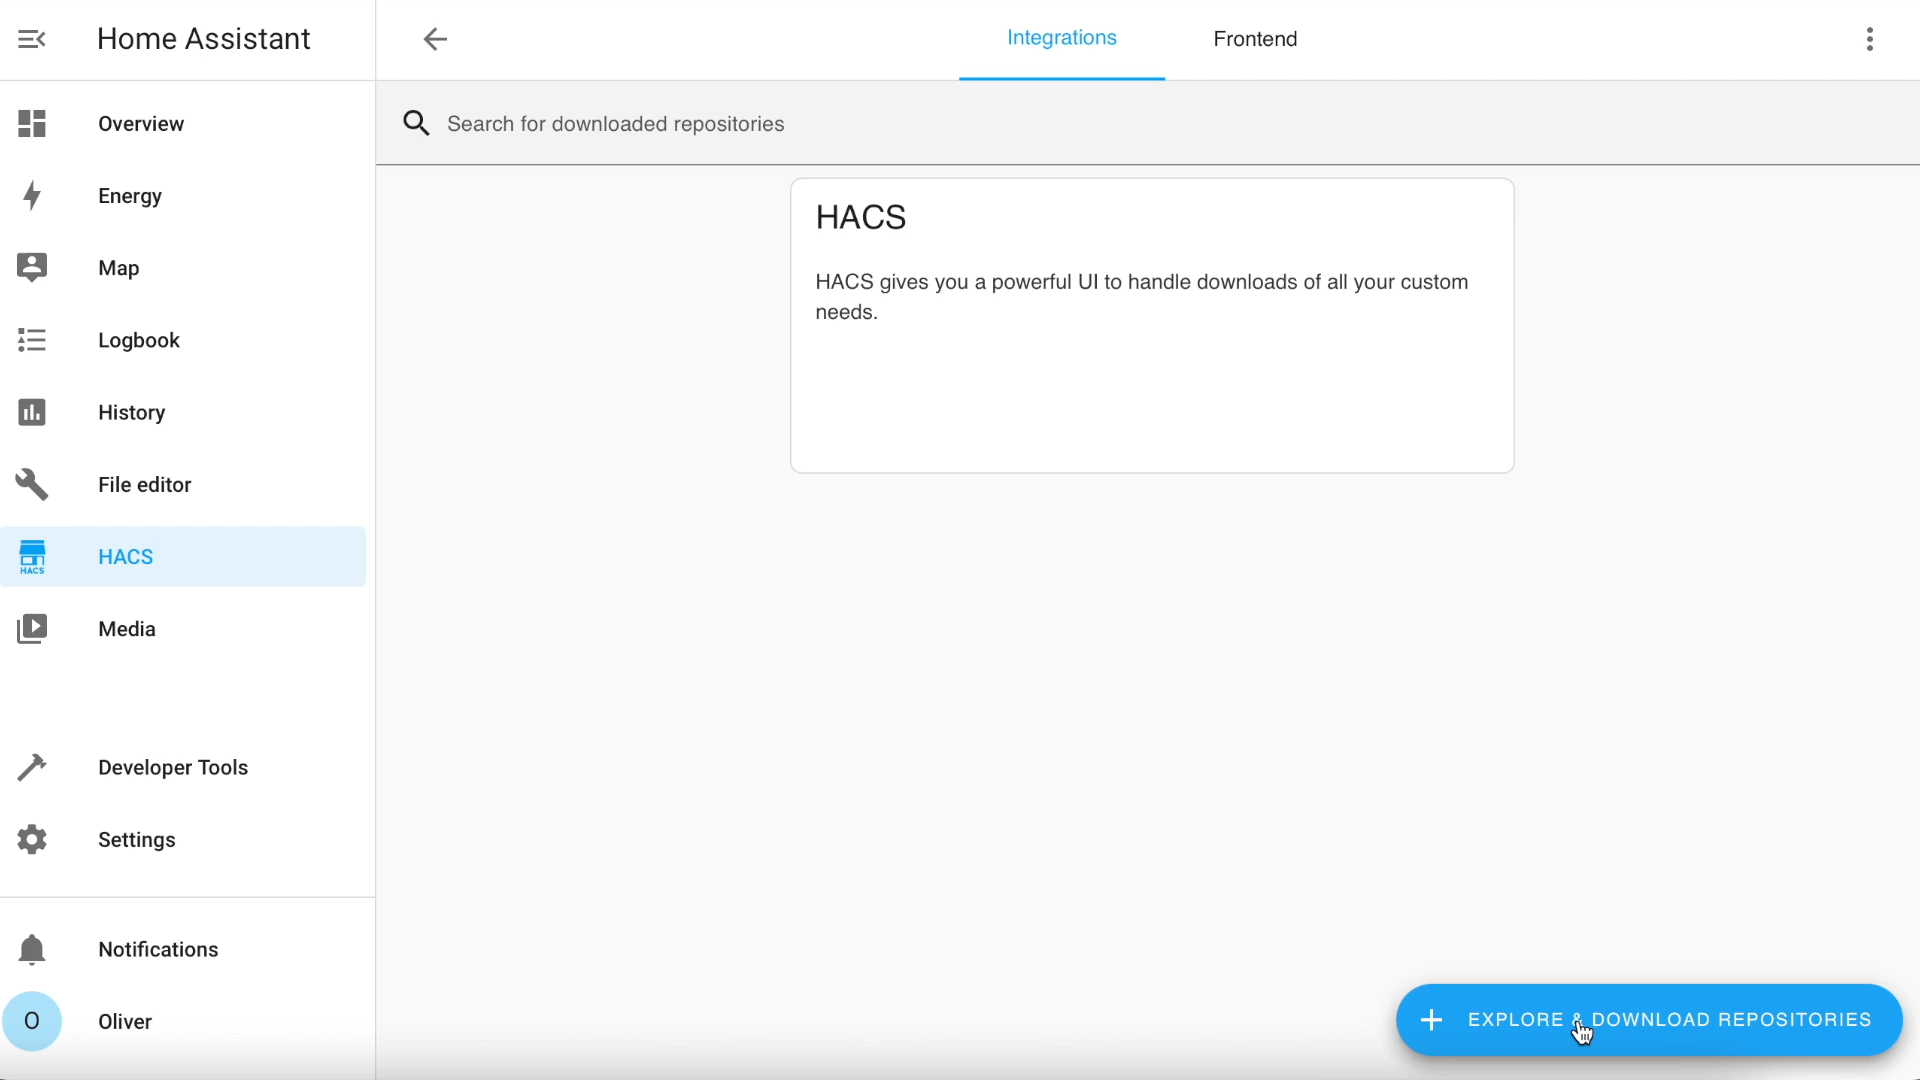 Home Assistant
Integrations
Frontend
Overview
Search for downloaded repositories
Energy
HACS
HACS gives you a powerful UI to handle downloads of all your custom
needs.
Map
Logbook
History
File editor
HACS
HACS
Media
Developer Tools
Settings
Notifications
O
Oliver
EXPLORE & DOWNLOAD REPOSITORIES